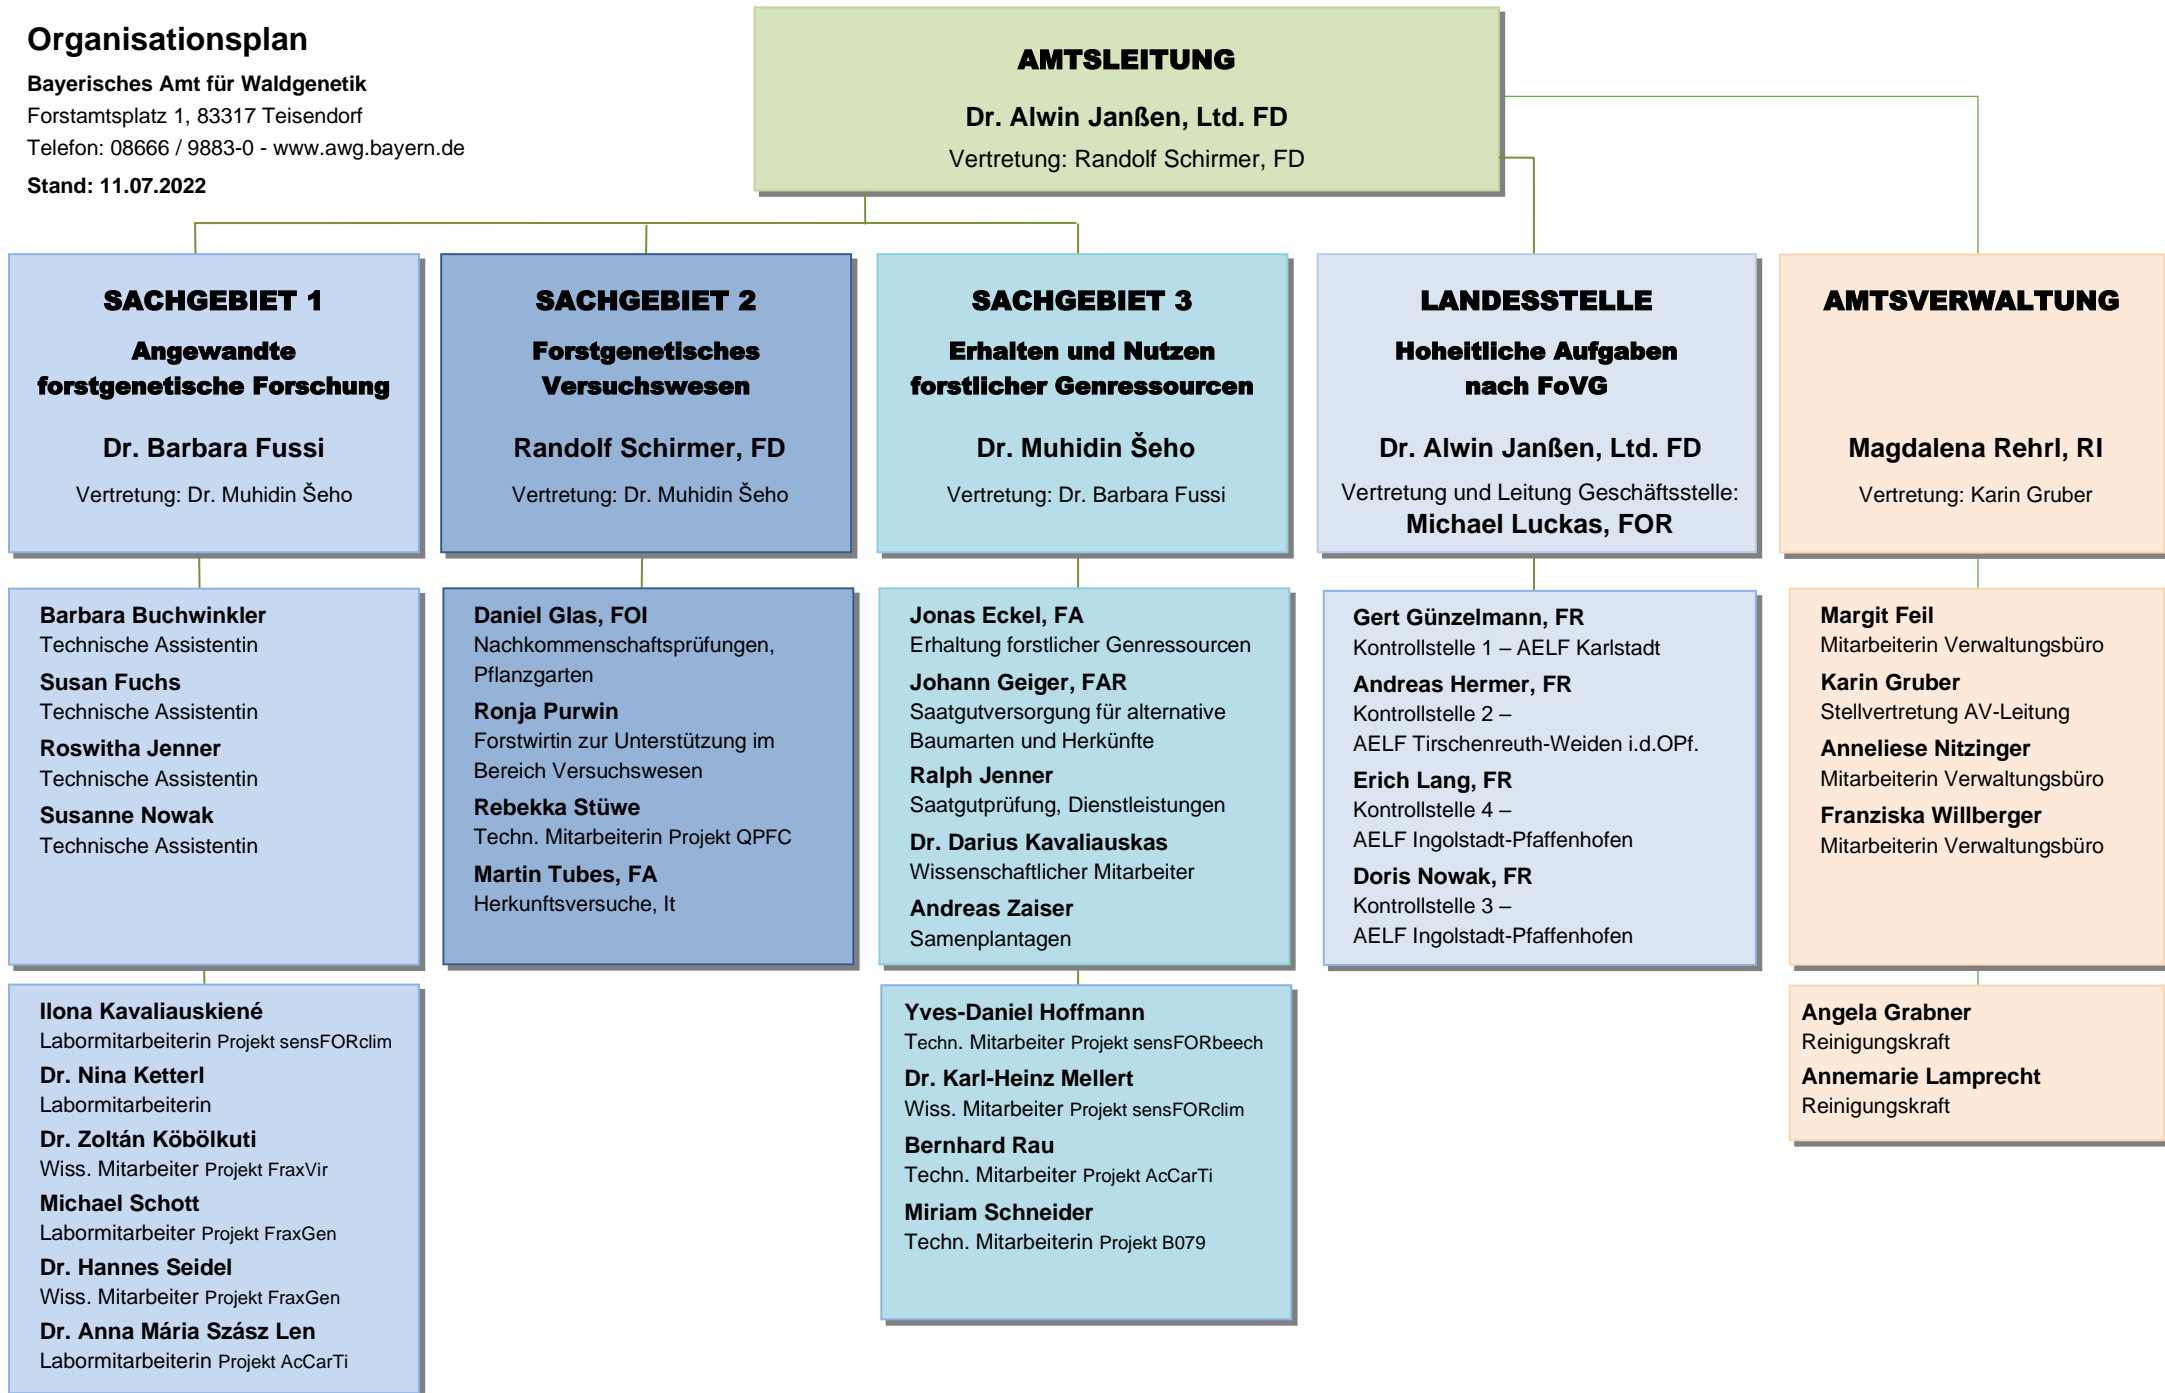 Organisationsplan
Bayerisches Amt für Waldgenetik
Forstamtsplatz 1, 83317 Teisendorf
Telefon: 08666 / 9883-0 - www.awg.bayern.de
Stand: 11.07.2022
AMTSLEITUNG
Dr. Alwin Janßen, Ltd. FD
Vertretung: Randolf Schirmer, FD
SACHGEBIET 1
Angewandte
forstgenetische Forschung
Dr. Barbara Fussi
Vertretung: Dr. Muhidin Šeho
Barbara Buchwinkler
Technische Assistentin
Susan Fuchs
Technische Assistentin
Roswitha Jenner
Technische Assistentin
Susanne Nowak
Technische Assistentin
Ilona Kavaliauskiené
Labormitarbeiterin Projekt sensFORclim
Dr. Nina Ketterl
Labormitarbeiterin
Dr. Zoltán Köbölkuti
Wiss. Mitarbeiter Projekt FraxVir
Michael Schott
Labormitarbeiter Projekt FraxGen
Dr. Hannes Seidel
Wiss. Mitarbeiter Projekt FraxGen
Dr. Anna Mária Szász Len
Labormitarbeiterin Projekt AcCarTi
SACHGEBIET 2
Forstgenetisches
Versuchswesen
Randolf Schirmer, FD
Vertretung: Dr. Muhidin Šeho
Daniel Glas, FOI
Nachkommenschaftsprüfungen,
Pflanzgarten
Ronja Purwin
Forstwirtin zur Unterstützung im
Bereich Versuchswesen
Rebekka Stüwe
Techn. Mitarbeiterin Projekt QPFC
Martin Tubes, FA
Herkunftsversuche, It
SACHGEBIET 3
Erhalten und Nutzen
forstlicher Genressourcen
Dr. Muhidin Šeho
Vertretung: Dr. Barbara Fussi
Jonas Eckel, FA
Erhaltung forstlicher Genressourcen
Johann Geiger, FAR
Saatgutversorgung für alternative
Baumarten und Herkünfte
Ralph Jenner
Saatgutprüfung, Dienstleistungen
Dr. Darius Kavaliauskas
Wissenschaftlicher Mitarbeiter
Andreas Zaiser
Samenplantagen
Yves-Daniel Hoffmann
Techn. Mitarbeiter Projekt sensFORbeech
Dr. Karl-Heinz Mellert
Wiss. Mitarbeiter Projekt sensFORclim
Bernhard Rau
Techn. Mitarbeiter Projekt AcCarTi
Miriam Schneider
Techn. Mitarbeiterin Projekt B079
LANDESSTELLE
Hoheitliche Aufgaben
nach FoVG
Dr. Alwin Janßen, Ltd. FD
Vertretung und Leitung Geschäftsstelle:
Michael Luckas, FOR
Gert Günzelmann, FR
Kontrollstelle 1 – AELF Karlstadt
Andreas Hermer, FR
Kontrollstelle 2 –
AELF Tirschenreuth-Weiden i.d.OPf.
Erich Lang, FR
Kontrollstelle 4 –
AELF Ingolstadt-Pfaffenhofen
Doris Nowak, FR
Kontrollstelle 3 –
AELF Ingolstadt-Pfaffenhofen
AMTSVERWALTUNG
Magdalena Rehrl, RI
Vertretung: Karin Gruber
Margit Feil
Mitarbeiterin Verwaltungsbüro
Karin Gruber
Stellvertretung AV-Leitung
Anneliese Nitzinger
Mitarbeiterin Verwaltungsbüro
Franziska Willberger
Mitarbeiterin Verwaltungsbüro
Angela Grabner
Reinigungskraft
Annemarie Lamprecht
Reinigungskraft